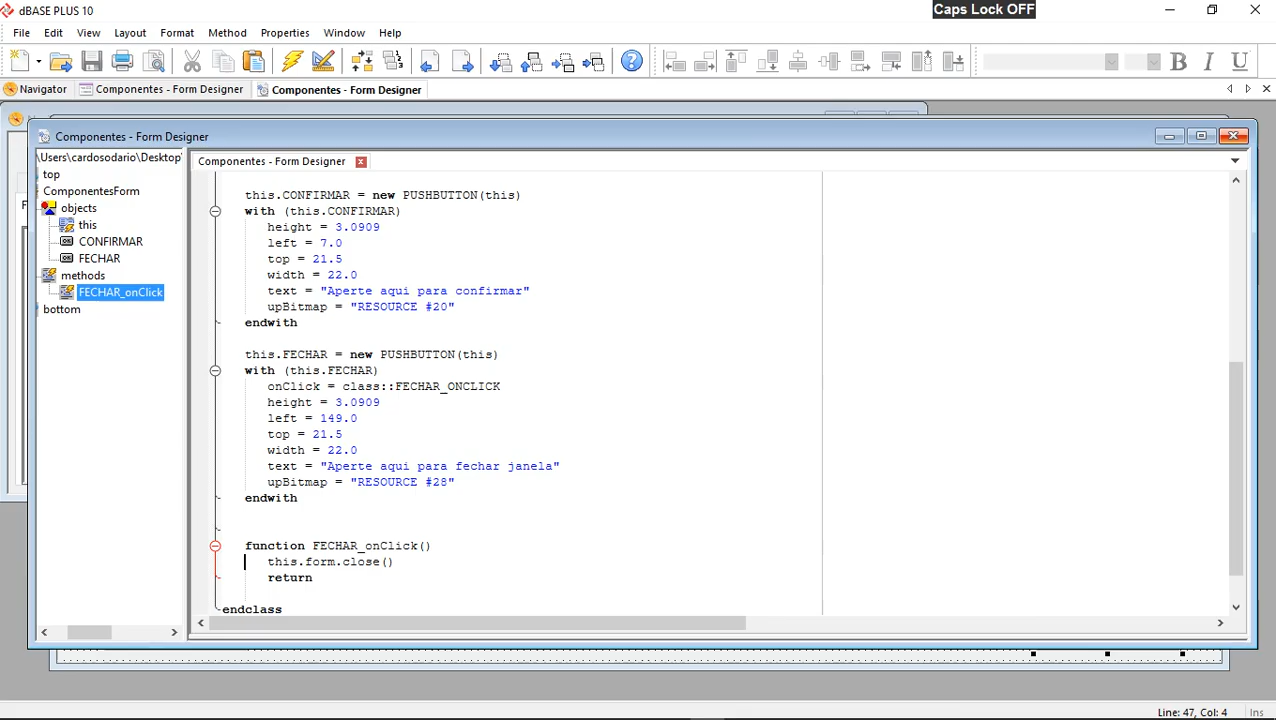 dBASE PLUS 10
Caps Lock OFF
File Edit View Layout Format Method Properties Window Help
B I U
Navigator Componentes - Form Designer Componentes - Form Designer
Componentes - Form Designer
\Users\cardosodario\Desktop'
Componentes - Form Designer
top
ComponentesForm
objects
this
CONFIRMAR
FECHAR
methods
FECHAR_onClick
bottom
this.CONFIRMAR = new PUSHBUTTON(this)
with (this.CONFIRMAR)
height = 3.0909
left = 7.0
top = 21.5
width = 22.0
text = "Aperte aqui para confirmar"
upBitmap = "RESOURCE #20"
endwith
this.FECHAR = new PUSHBUTTON(this)
with (this.FECHAR)
onClick = class::FECHAR_ONCLICK
height = 3.0909
left = 149.0
top = 21.5
width = 22.0
text = "Aperte aqui para fechar janela"
upBitmap = "RESOURCE #28"
endwith
function FECHAR_onClick()
this.form.close()
return
endclass
Line: 47, Col: 4 Ins